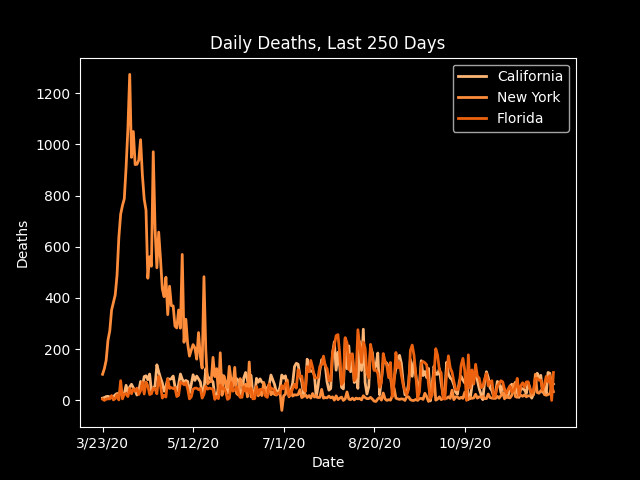 Daily Deaths, Last 250 Days
California
New York
Florida
1200
1000
800
600
400
200
0
Deaths
3/23/20 5/12/20 7/1/20 8/20/20 10/9/20
Date